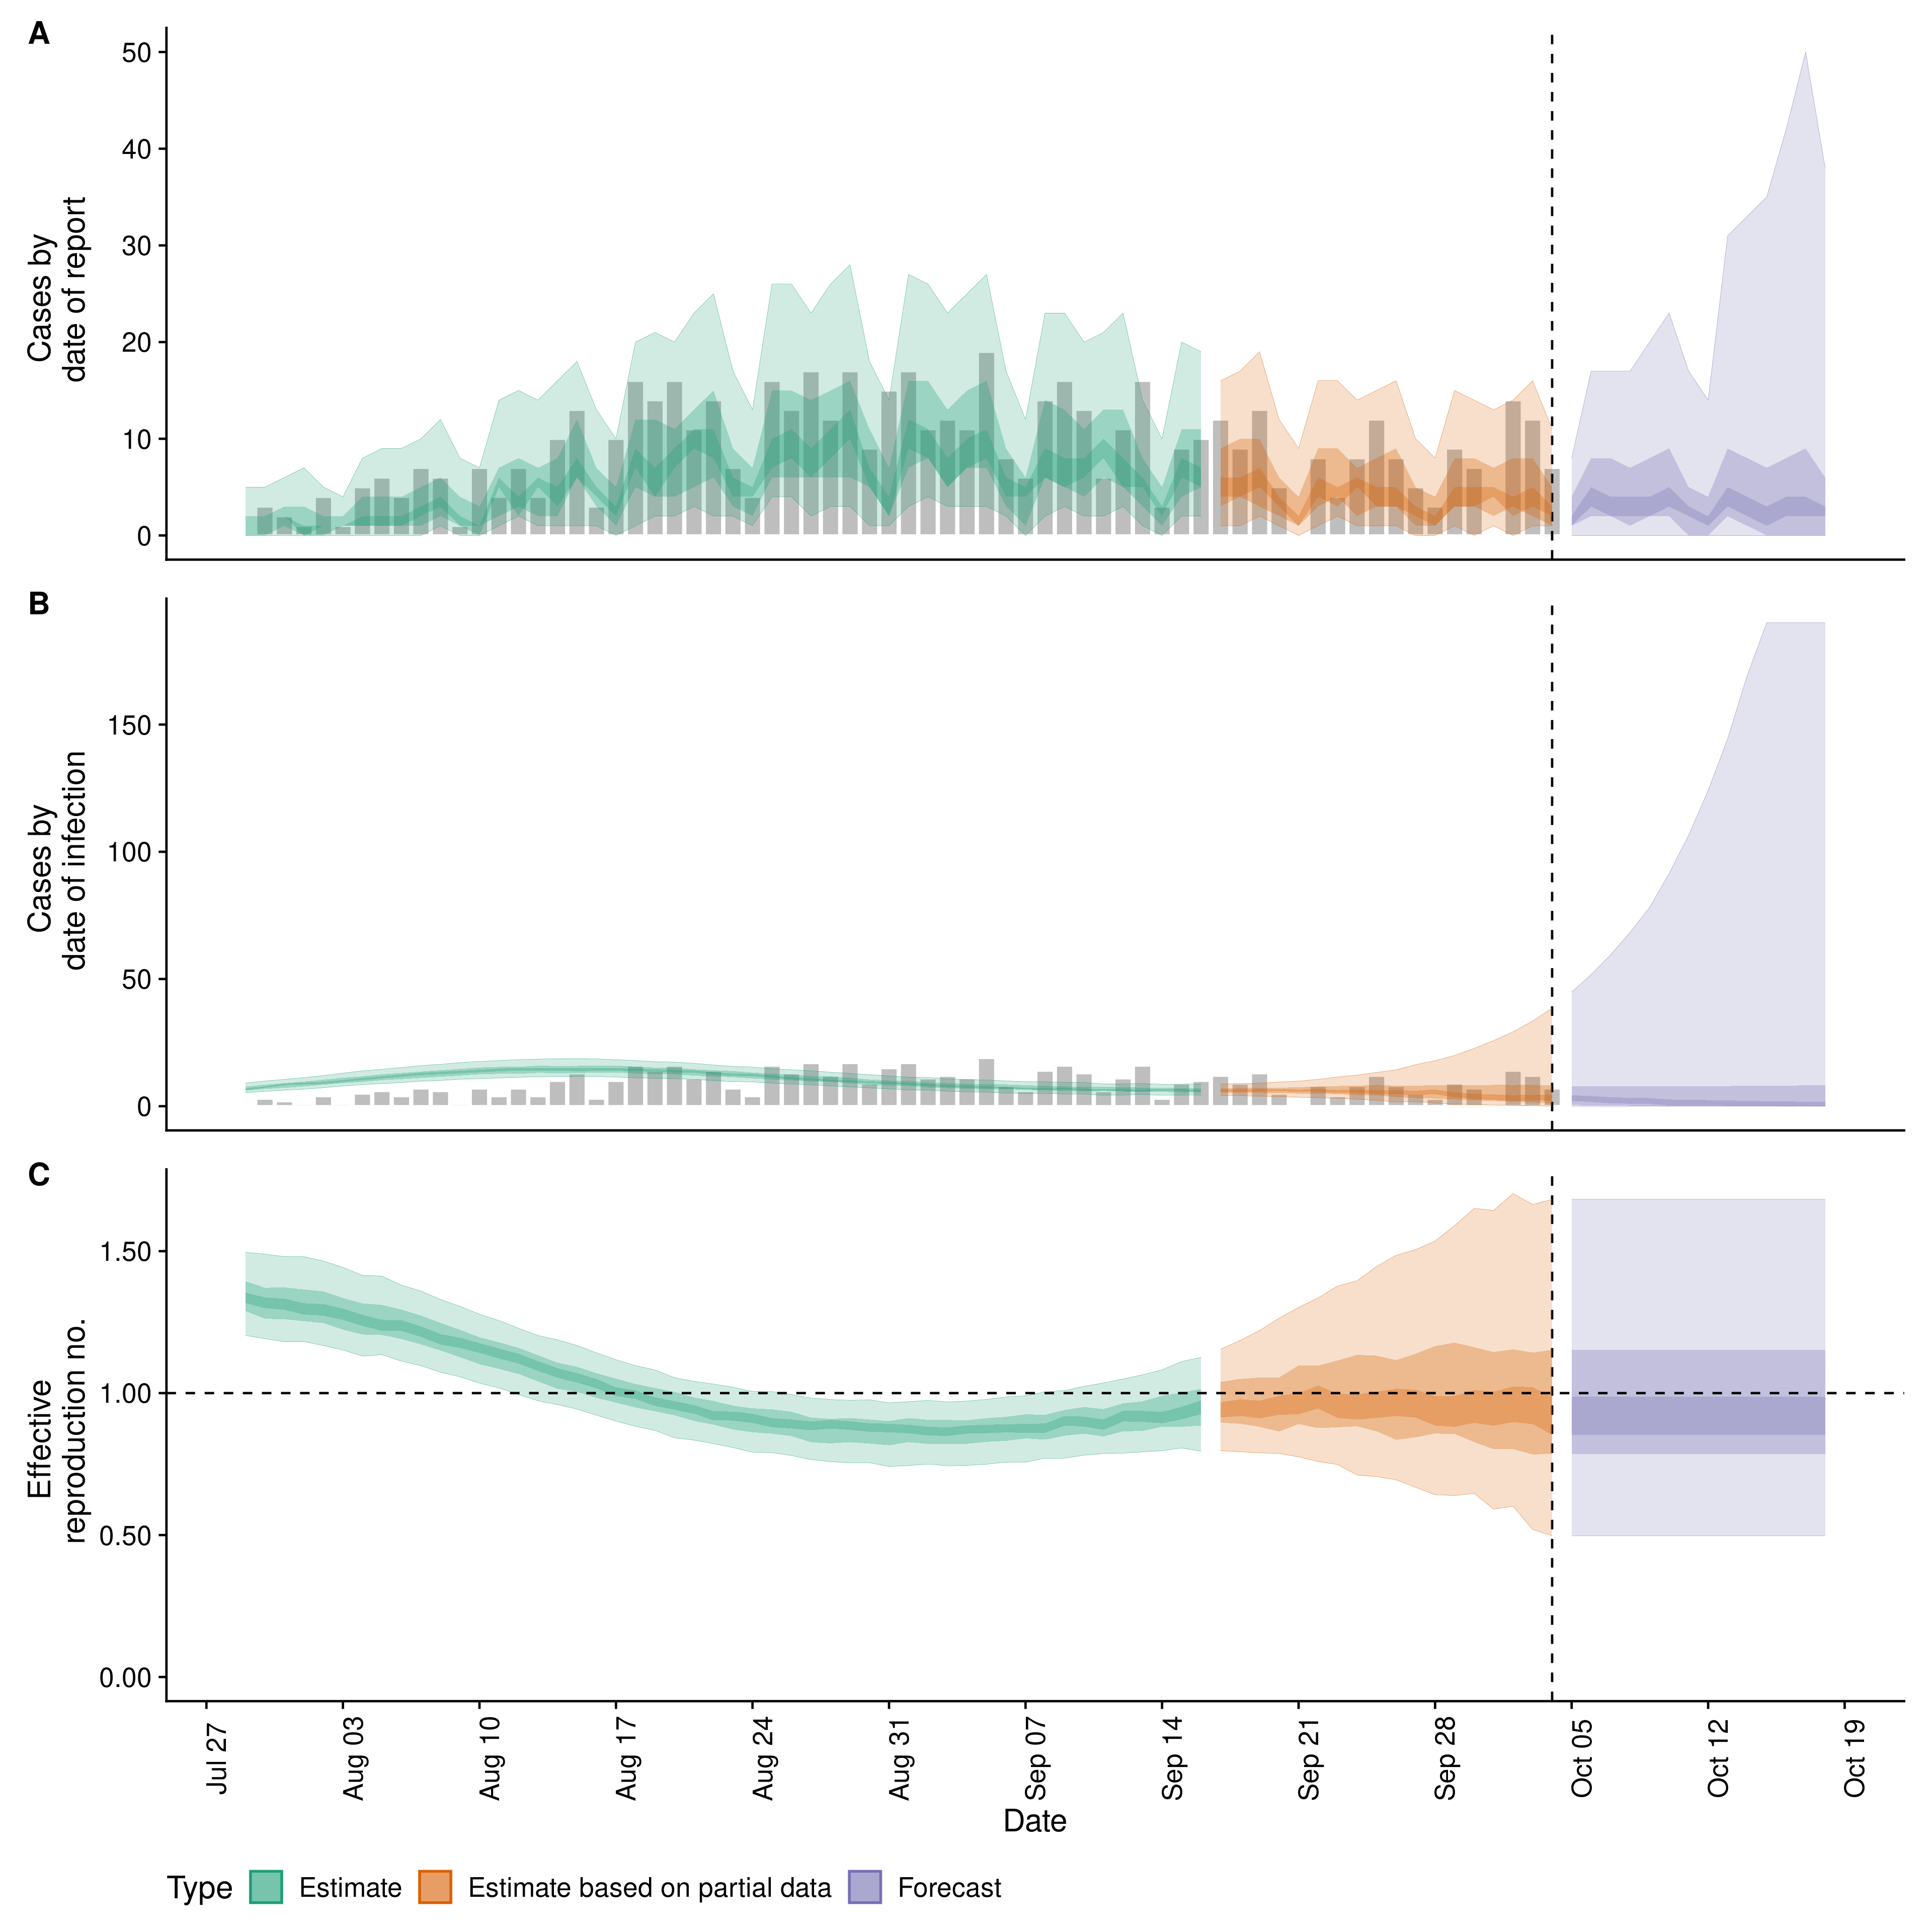 A
Cases by
date of report
50
40
30
20
10
0
B
Cases by
date of infection
150
100
50
0
C
Effective
reproduction no.
1.50
1.00
0.50
0.00
Jul 27
Aug 03
Aug 10
Aug 17
Aug 24
Aug 31
Sep 07
Sep 14
Sep 21
Sep 28
Oct 05
Oct 12
Oct 19
Date
Type Estimate Estimate based on partial data Forecast